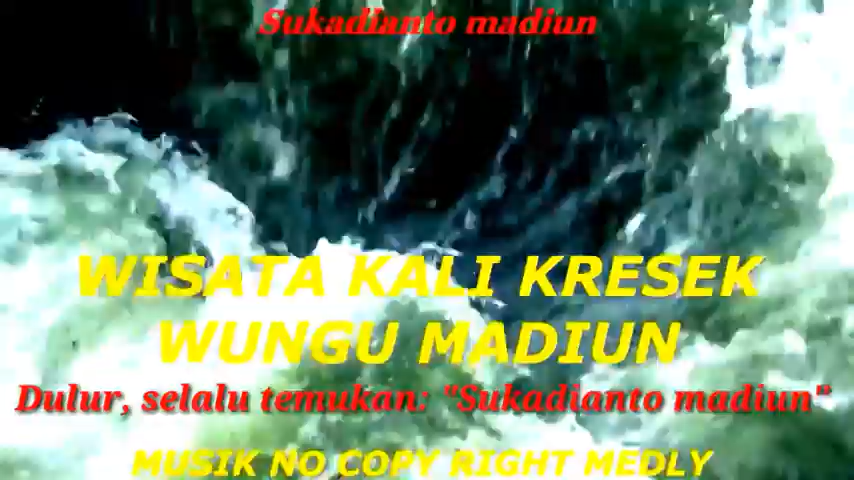 Sukadianto madiun
WISATA KALI KRESEK
WUNGU MADIUN
Dulur, selalu temukan: "Sukadianto madiun"
MUSIK NO COPY RIGHT MEDLY